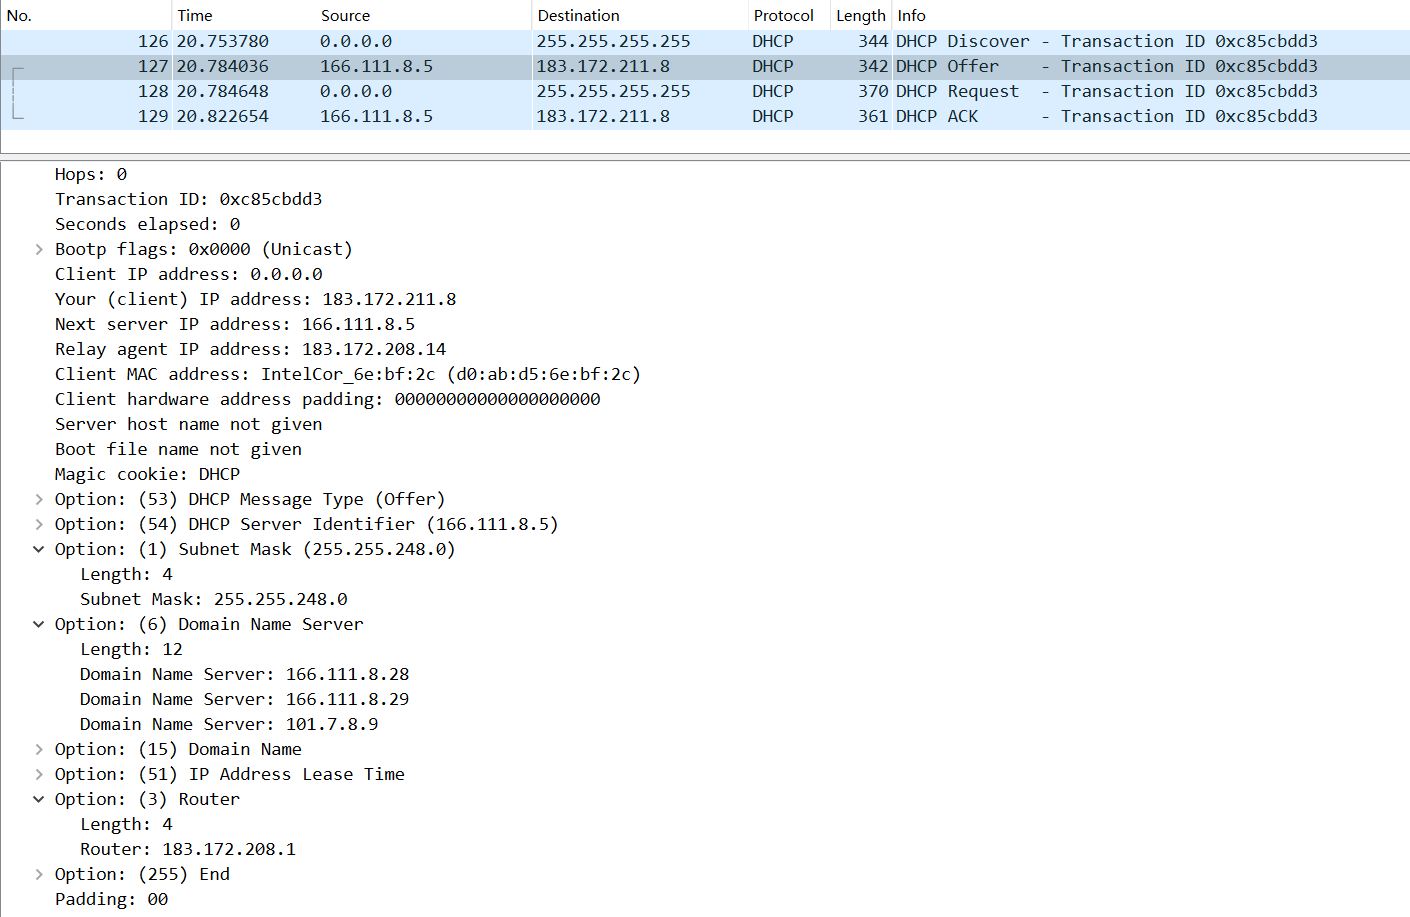 No. Time Source Destination Protocol Length Info
126 20.753780 0.0.0.0 255.255.255.255 DHCP 344 DHCP Discover - Transaction ID 0xc85cbdd3
127 20.784036 166.111.8.5 183.172.211.8 DHCP 342 DHCP Offer - Transaction ID 0xc85cbdd3
128 20.784648 0.0.0.0 255.255.255.255 DHCP 370 DHCP Request - Transaction ID 0xc85cbdd3
129 20.822654 166.111.8.5 183.172.211.8 DHCP 361 DHCP ACK - Transaction ID 0xc85cbdd3
Hops: 0
Transaction ID: 0xc85cbdd3
Seconds elapsed: 0
Bootp flags: 0x0000 (Unicast)
Client IP address: 0.0.0.0
Your (client) IP address: 183.172.211.8
Next server IP address: 166.111.8.5
Relay agent IP address: 183.172.208.14
Client MAC address: IntelCor_6e:bf:2c (d0:ab:d5:6e:bf:2c)
Client hardware address padding: 00000000000000000000
Server host name not given
Boot file name not given
Magic cookie: DHCP
Option: (53) DHCP Message Type (Offer)
Option: (54) DHCP Server Identifier (166.111.8.5)
Option: (1) Subnet Mask (255.255.248.0)
Length: 4
Subnet Mask: 255.255.248.0
Option: (6) Domain Name Server
Length: 12
Domain Name Server: 166.111.8.28
Domain Name Server: 166.111.8.29
Domain Name Server: 101.7.8.9
Option: (15) Domain Name
Option: (51) IP Address Lease Time
Option: (3) Router
Length: 4
Router: 183.172.208.1
Option: (255) End
Padding: 00